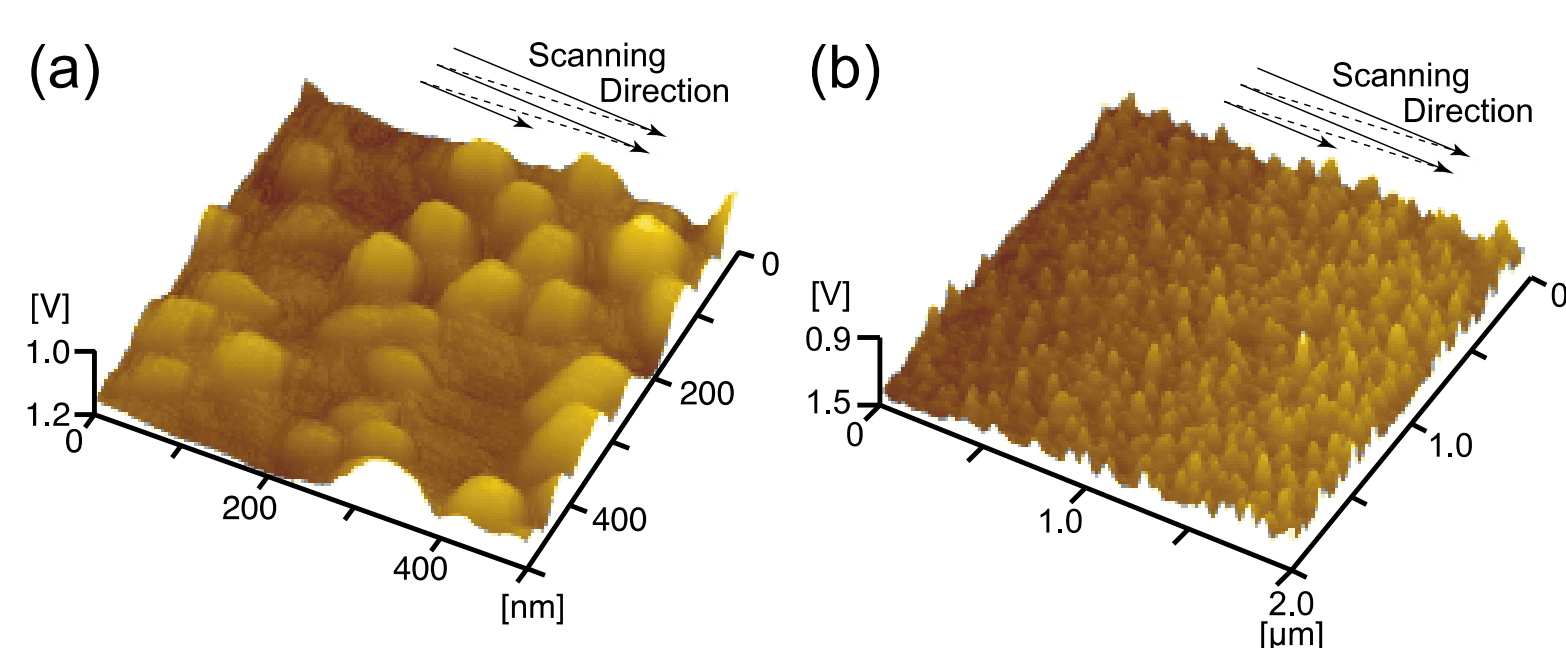 (a)
Scanning
Direction
[V]
1.0
1.2
0
200
400
[nm]
0
200
400
(b)
Scanning
Direction
[V]
0.9
1.5
0
1.0
2.0
[µm]
0
1.0